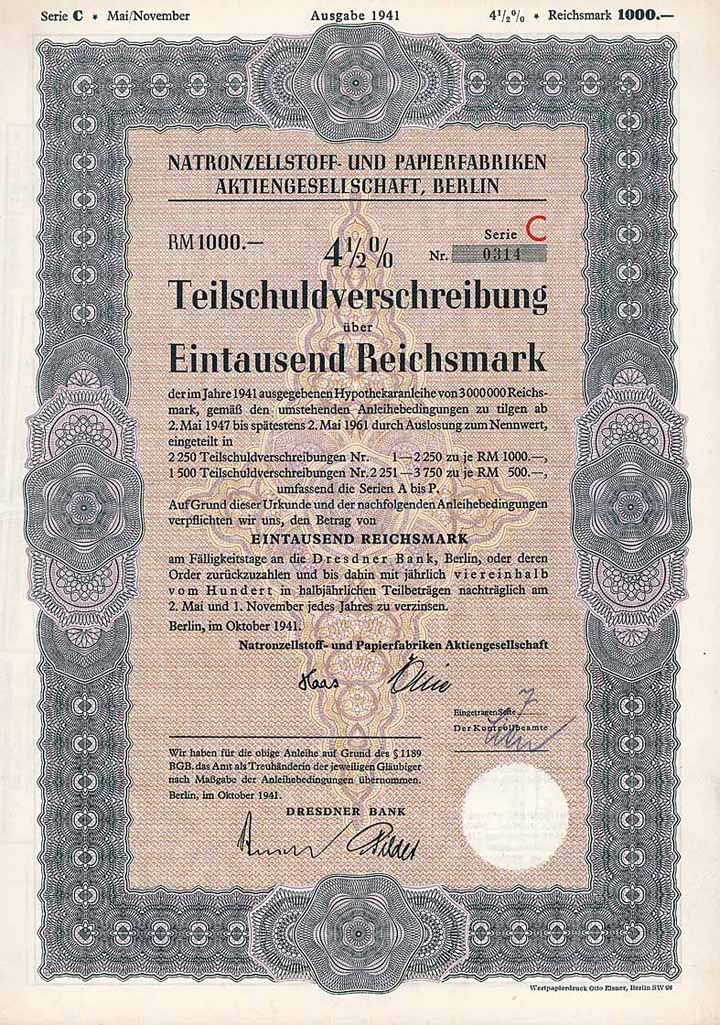 Serie C * Mai/November Ausgabe 1941 4 1/2 % * Reichsmark 1000.—
NATRONZELLSTOFF- UND PAPIERFABRIKEN
AKTIENGESELLSCHAFT, BERLIN
RM 1000.— 4 1/2 % Serie C
Nr. 0314
Teilschuldverschreibung
über
Eintausend Reichsmark
der im Jahre 1941 ausgegebenen Hypothekaranleihe von 3 000 000 Reichs-
mark, gemäß den umstehenden Anleihebedingungen zu tilgen ab
2. Mai 1947 bis spätestens 2. Mai 1961 durch Auslosung zum Nennwert,
eingeteilt in
2 250 Teilschuldverschreibungen Nr. 1—2 250 zu je RM 1000.—,
1 500 Teilschuldverschreibungen Nr. 2 251—3 750 zu je RM 500.—,
umfassend die Serien A bis P.
Auf Grund dieser Urkunde und der nachfolgenden Anleihebedingungen
verpflichten wir uns, den Betrag von
EINTAUSEND REICHSMARK
am Fälligkeitstage an die Dresdner Bank, Berlin, oder deren
Order zurückzuzahlen und bis dahin mit jährlich viereinhalb
vom Hundert in halbjährlichen Teilbeträgen nachträglich am
2. Mai und 1. November jedes Jahres zu verzinsen.
Berlin, im Oktober 1941.
Natronzellstoff- und Papierfabriken Aktiengesellschaft
Haas
Eingetragen Seite 7
Der Kontrollbeamte
Wir haben für die obige Anleihe auf Grund des § 1189
BGB. das Amt als Treuhänderin der jeweiligen Gläubiger
nach Maßgabe der Anleihebedingungen übernommen.
Berlin, im Oktober 1941.
DRESDNER BANK
Wertpapierdruck Otto Elsner, Berlin SW 68